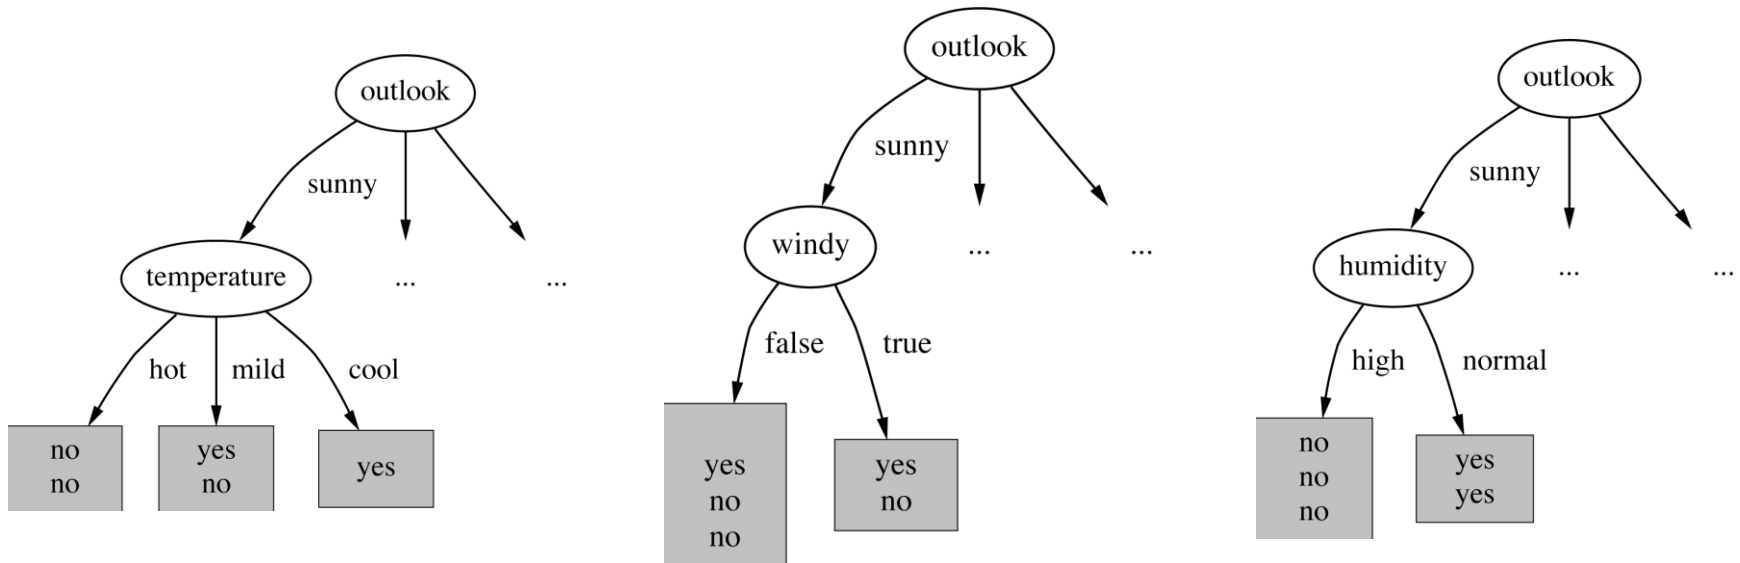 outlook
sunny
temperature
...
...
hot
mild
cool
no
no
yes
no
yes
outlook
sunny
windy
...
...
false
true
yes
no
no
yes
no
outlook
sunny
humidity
...
...
high
normal
no
no
no
yes
yes